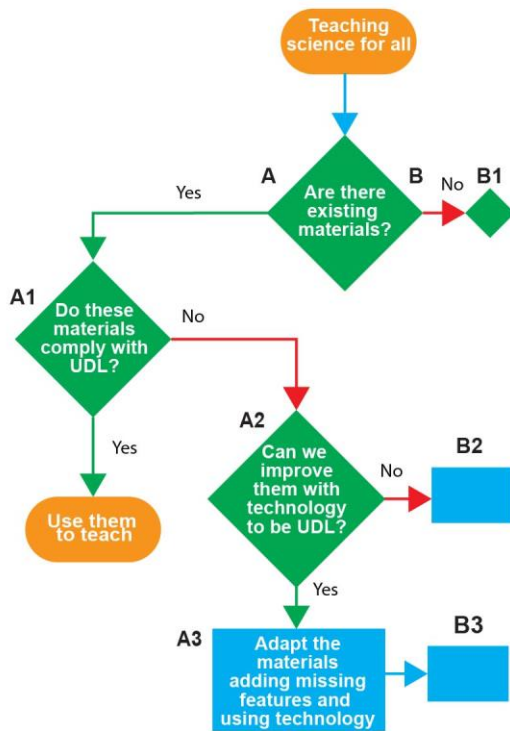 Teaching
science for all
A
B
No
B1
Yes
Are there
existing
materials?
A1
Do these
materials
comply with
UDL?
No
A2
Can we
improve
them with
technology
to be UDL?
No
B2
Yes
Use them
to teach
Yes
A3
Adapt the
materials
adding missing
features and
using technology
B3